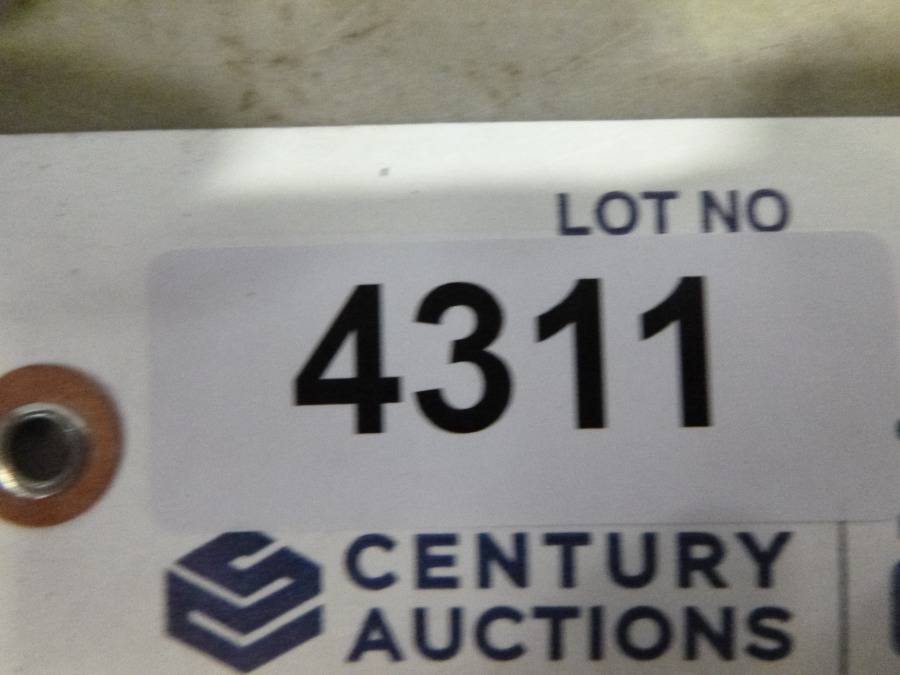 LOT NO
4311
CENTURY
AUCTIONS